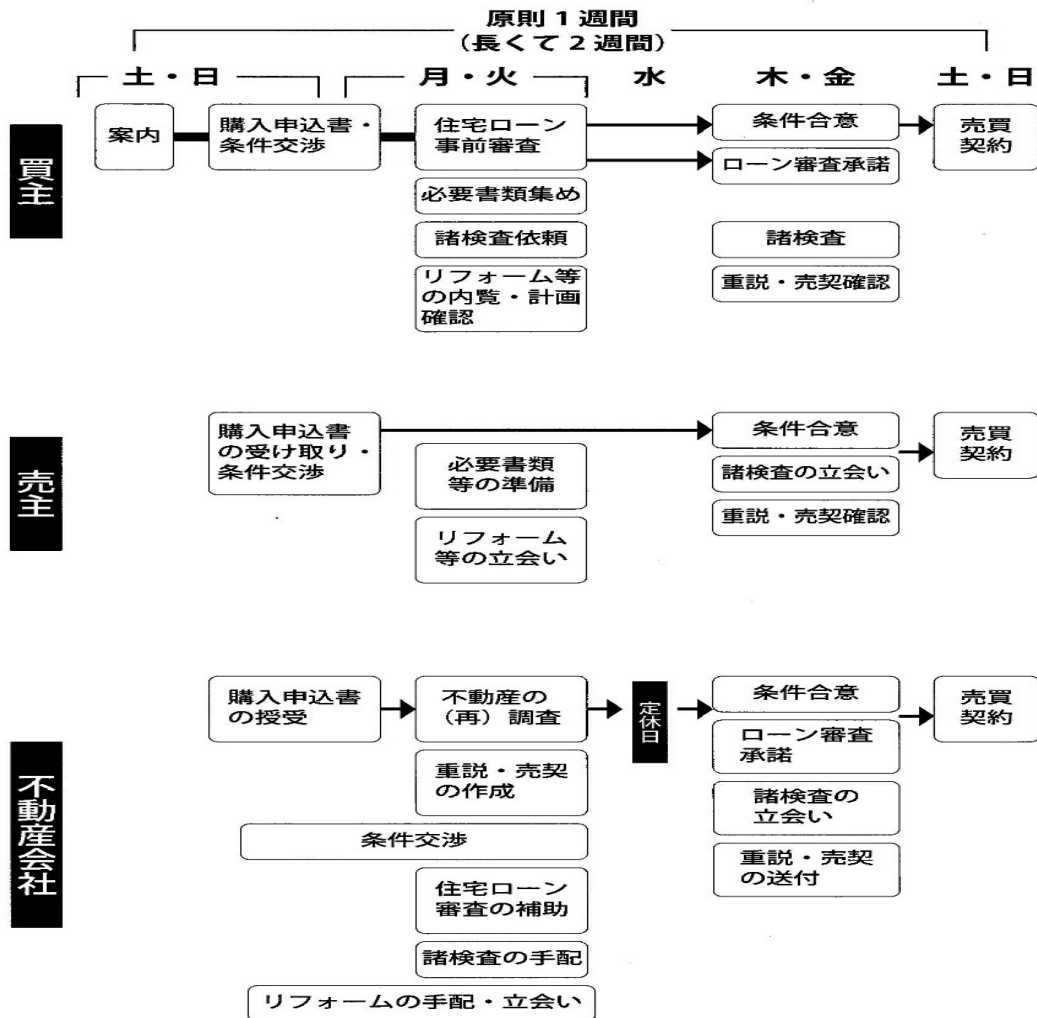 原則1週間
(長くて2週間)
土・日
月・火
水
木・金
土・日
買主
案内
購入申込書・
条件交渉
住宅ローン
事前審査
必要書類集め
諸検査依頼
リフォーム等
の内覧・計画
確認
条件合意
ローン審査承諾
諸検査
重説・売契確認
売買
契約
売主
購入申込書
の受け取り・
条件交渉
必要書類
等の準備
リフォーム
等の立会い
条件合意
諸検査の立会い
重説・売契確認
売買
契約
不動産会社
購入申込書
の授受
不動産の
(再)調査
重説・売契
の作成
条件交渉
住宅ローン
審査の補助
諸検査の手配
リフォームの手配・立会い
定休日
条件合意
ローン審査
承諾
諸検査の
立会い
重説・売契
の送付
売買
契約